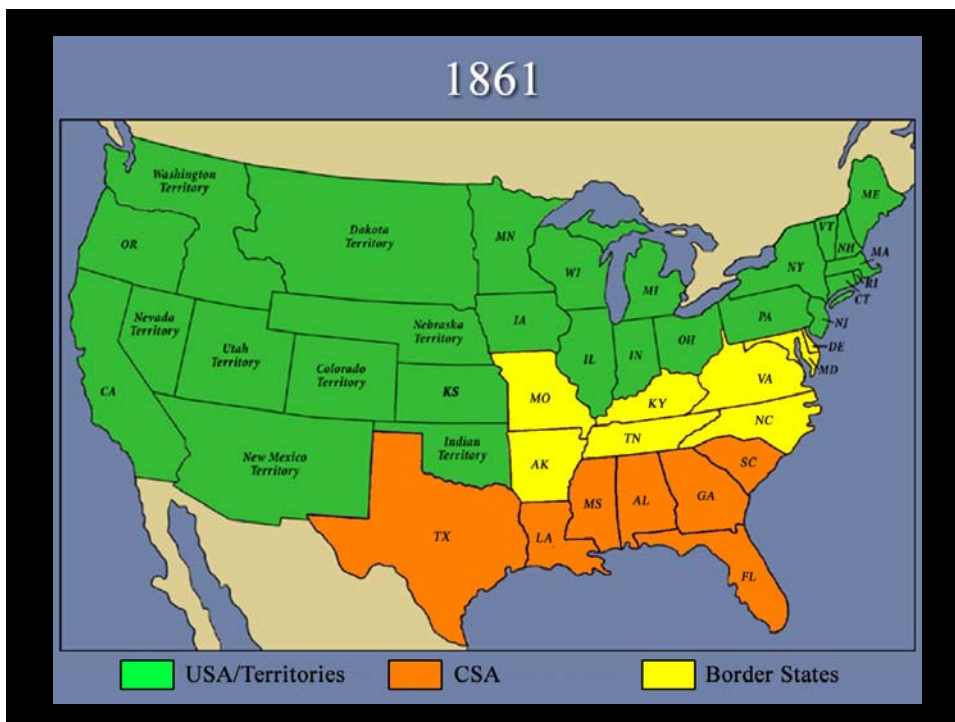 1861
Washington
Territory
Dakota
Territory
OR
MN
WI
MI
ME
VT
NH
MA
NY
RI
CT
PA
NJ
DE
MD
Nevada
Territory
Utah
Territory
Colorado
Territory
Nebraska
Territory
IA
IL
IN
OH
CA
KS
MO
KY
VA
NC
TN
AK
Indian
Territory
New Mexico
Territory
TX
LA
MS
AL
GA
SC
FL
USA/Territories
CSA
Border States